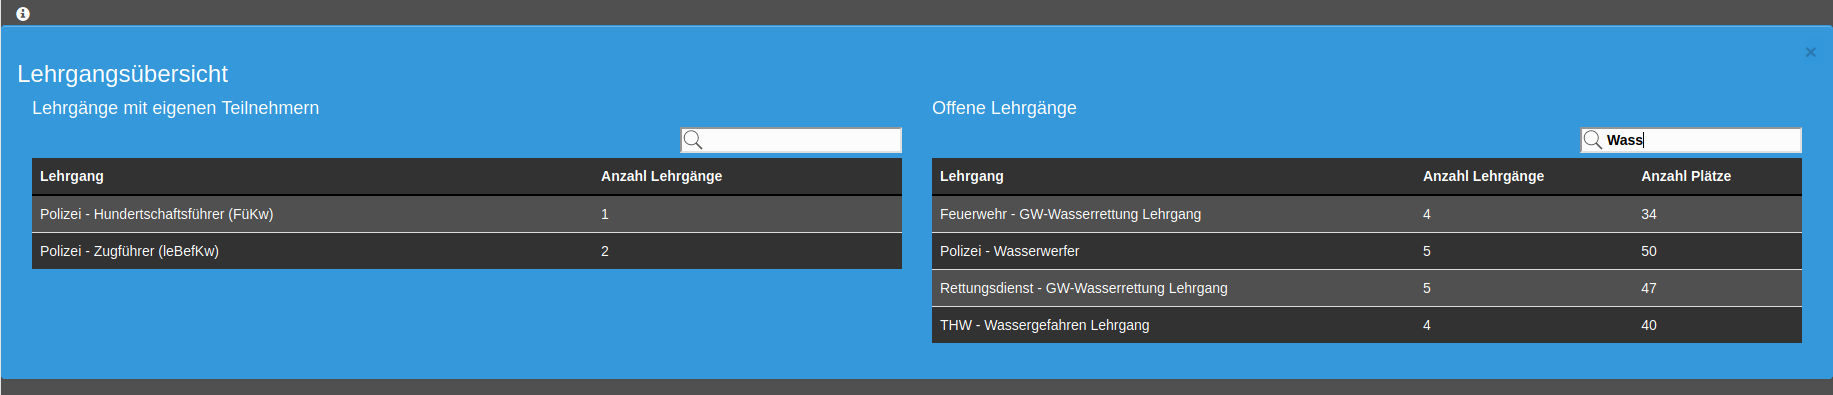 Lehrgangsübersicht
Lehrgänge mit eigenen Teilnehmern
Lehrgang Anzahl Lehrgänge
Polizei - Hundertschaftsführer (FüKw) 1
Polizei - Zugführer (leBefKw) 2
Offene Lehrgänge
Wass
Lehrgang Anzahl Lehrgänge Anzahl Plätze
Feuerwehr - GW-Wasserrettung Lehrgang 4 34
Polizei - Wasserwerfer 5 50
Rettungsdienst - GW-Wasserrettung Lehrgang 5 47
THW - Wassergefahren Lehrgang 4 40